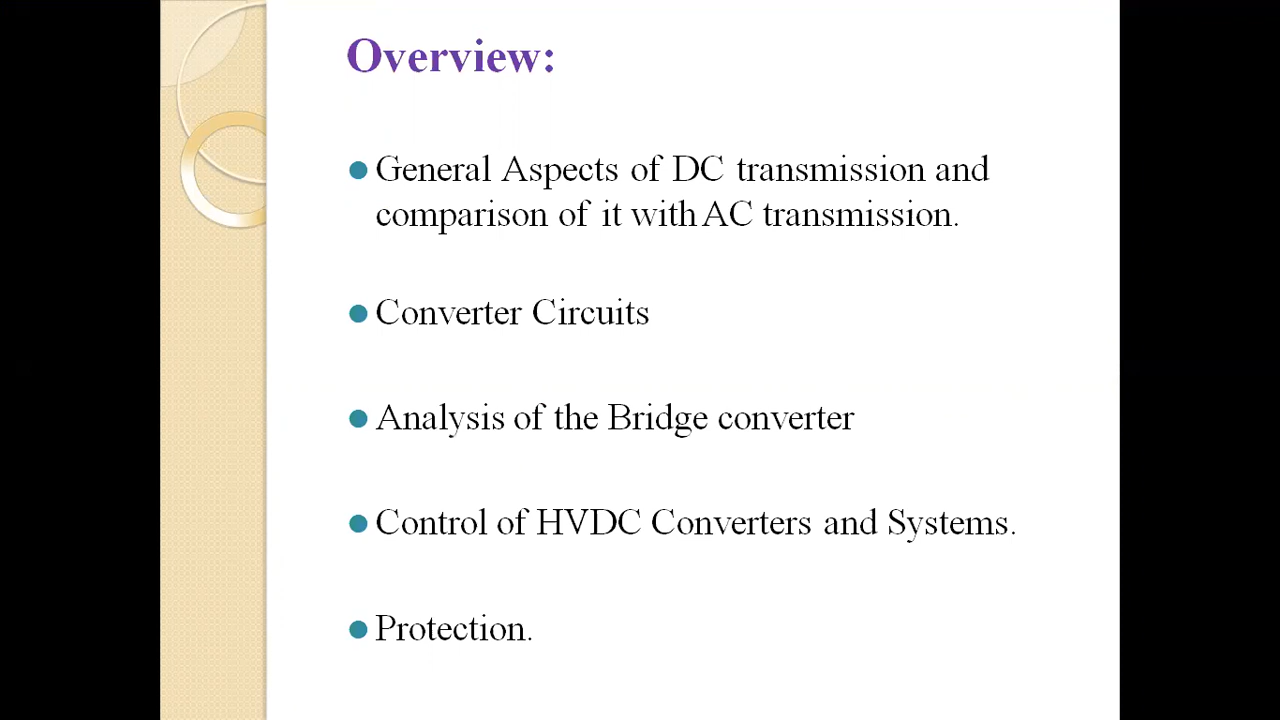 Overview:
General Aspects of DC transmission and
comparison of it with AC transmission.
Converter Circuits
Analysis of the Bridge converter
Control of HVDC Converters and Systems.
Protection.